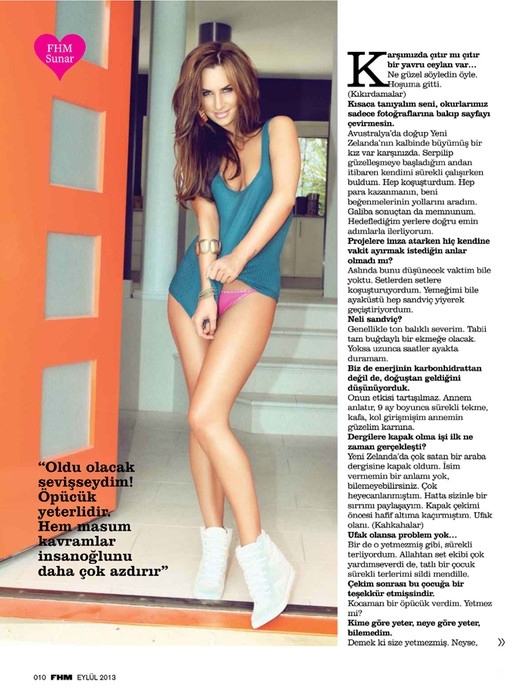 FHM
Sunar
Karşımızda çıtır mı çıtır
bir yavru ceylan var...
Ne güzel söyledin öyle.
Hoşuma gitti.
(Kıkırdamalar)
Kısaca tanıyalım seni, okurlarımız
sadece fotoğraflarına bakıp sayfayı
çevirmesin.
Avustralya'da doğup Yeni
Zelanda'nın kalbinde büyümüş bir
kız var karşınızda. Serpilip
güzelleşmeye başladığım andan
itibaren kendimi sürekli çalışırken
buldum. Hep koşuşturdum. Hep
para kazanmanın, beni
beğenmelerinin yollarını aradım.
Galiba sonuçtan da memnunum.
Hedeflediğim yerlere doğru emin
adımlarla ilerliyorum.
Projelere imza atarken hiç kendine
vakit ayırmak istediğin anlar
olmadı mı?
Aslında bunu düşünecek vaktim bile
yoktu. Setlerden setlere
koşuşturuyordum. Yemeğimi bile
ayaküstü hep sandviç yiyerek
geçiştiriyordum.
Neli sandviç?
Genellikle ton balıklı severim. Tabii
tam buğdaylı bir ekmeğe olacak.
Yoksa uzunca saatler ayakta
duramam.
Biz de enerjinin karbonhidrattan
değil de, doğuştan geldiğini
düşünüyorduk.
Onun etkisi tartışılmaz. Annem
anlatır, 9 ay boyunca sürekli tekme,
kafa, kol girişmişim annemin
güzelim karnına.
Dergilere kapak olma işi ilk ne
zaman gerçekleşti?
Yeni Zelanda'da çok satan bir araba
dergisine kapak oldum. İsim
vermemin bir anlamı yok,
bilemeyebilirsiniz. Çok
heyecanlanmıştım. Hatta sizinle bir
sırrımı paylaşayım. Kapak çekimi
öncesi hafif altıma kaçırmıştım. Ufak
olanı. (Kahkahalar)
Ufak olansa problem yok...
Bir de o yetmezmiş gibi, sürekli
terliyordum. Allahtan set ekibi çok
yardımseverdi de, tatlı bir çocuk
sürekli terlerimi sildi mendille.
Çekim sonrası bu çocuğa bir
teşekkür etmişsindir.
Kocaman bir öpücük verdim. Yetmez
mi?
Kime göre yeter, neye göre yeter,
bilemedim.
Demek ki size yetmezmiş. Neyse,
"Oldu olacak
sevişseydim!
Öpücük
yeterlidir.
Hem masum
kavramlar
insanoğlunu
daha çok azdırır"
010 FHM EYLÜL 2013